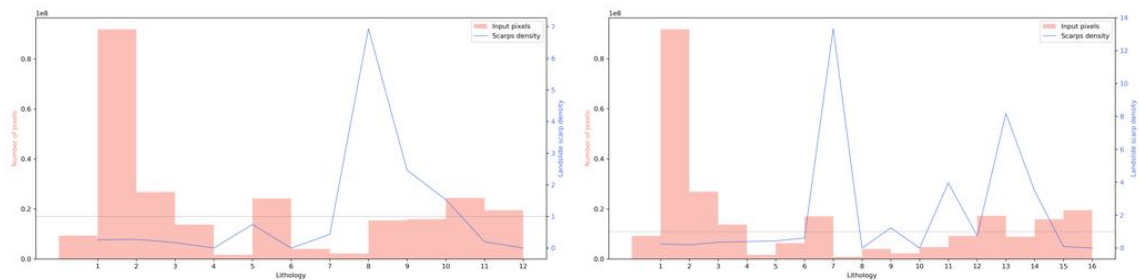 1e8
Input pixels
Scarps density
Number of pixels
0.0
0.2
0.4
0.6
0.8
1 2 3 4 5 6 7 8 9 10 11 12
Lithology
0
1
2
3
4
5
6
7
Landslide scarp density
1e8
Input pixels
Scarps density
Number of pixels
0.0
0.2
0.4
0.6
0.8
1 2 3 4 5 6 7 8 9 10 11 12 13 14 15 16
Lithology
0
2
4
6
8
10
12
14
Landslide scarp density